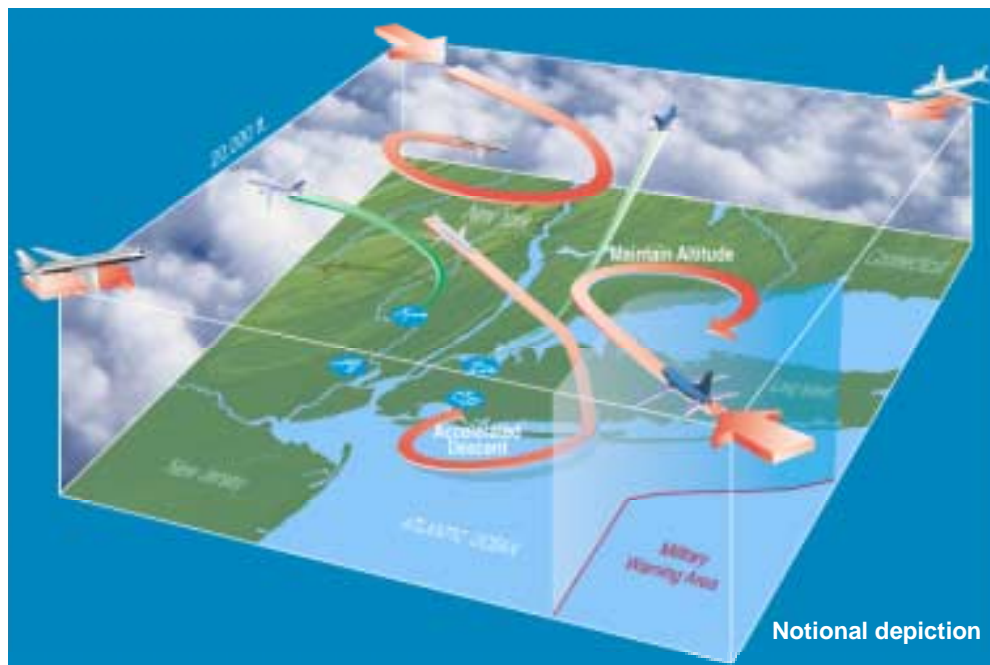 20,000 ft.
New York
Maintain Altitude
Connecticut
Long Island
Accelerated
Descent
New Jersey
ATLANTIC OCEAN
Military
Warning Area
Notional depiction